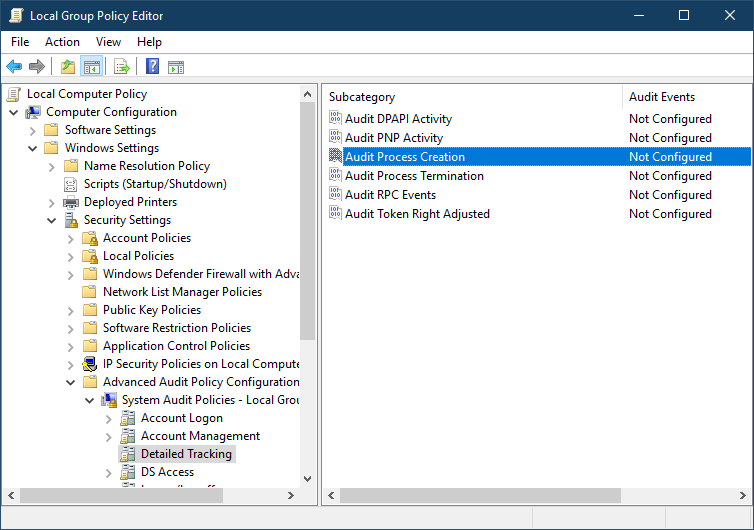 Local Group Policy Editor
File Action View Help
Local Computer Policy
Computer Configuration
Software Settings
Windows Settings
Name Resolution Policy
Scripts (Startup/Shutdown)
Deployed Printers
Security Settings
Account Policies
Local Policies
Windows Defender Firewall with Adva
Network List Manager Policies
Public Key Policies
Software Restriction Policies
Application Control Policies
IP Security Policies on Local Compute
Advanced Audit Policy Configuration
System Audit Policies - Local Grou
Account Logon
Account Management
Detailed Tracking
DS Access
Subcategory Audit Events
Audit DPAPI Activity Not Configured
Audit PNP Activity Not Configured
Audit Process Creation Not Configured
Audit Process Termination Not Configured
Audit RPC Events Not Configured
Audit Token Right Adjusted Not Configured